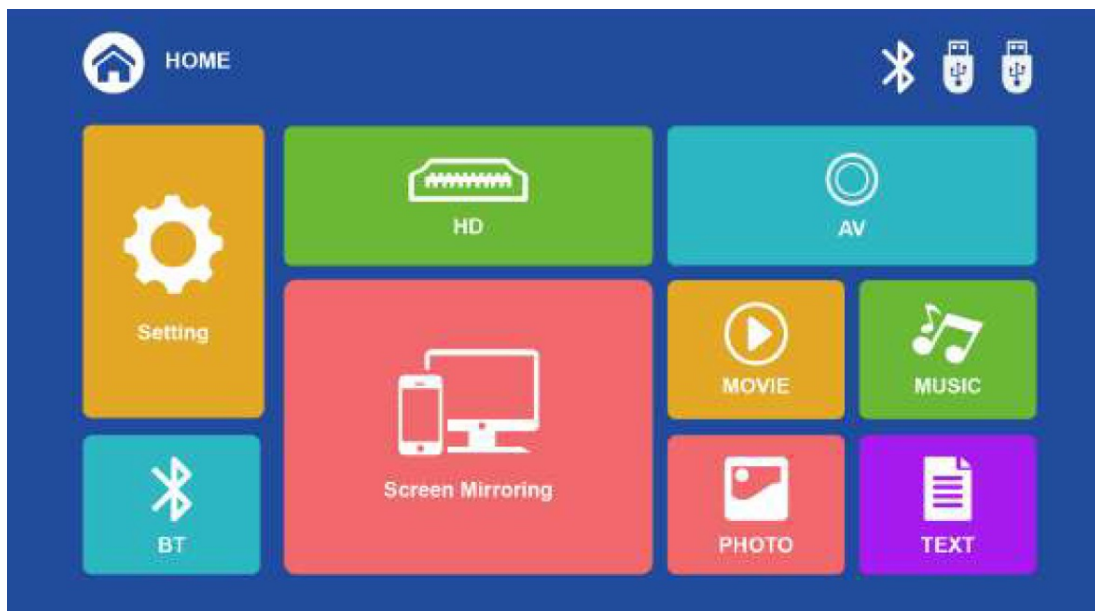 HOME
Setting
HD
AV
Screen Mirroring
MOVIE
MUSIC
BT
PHOTO
TEXT